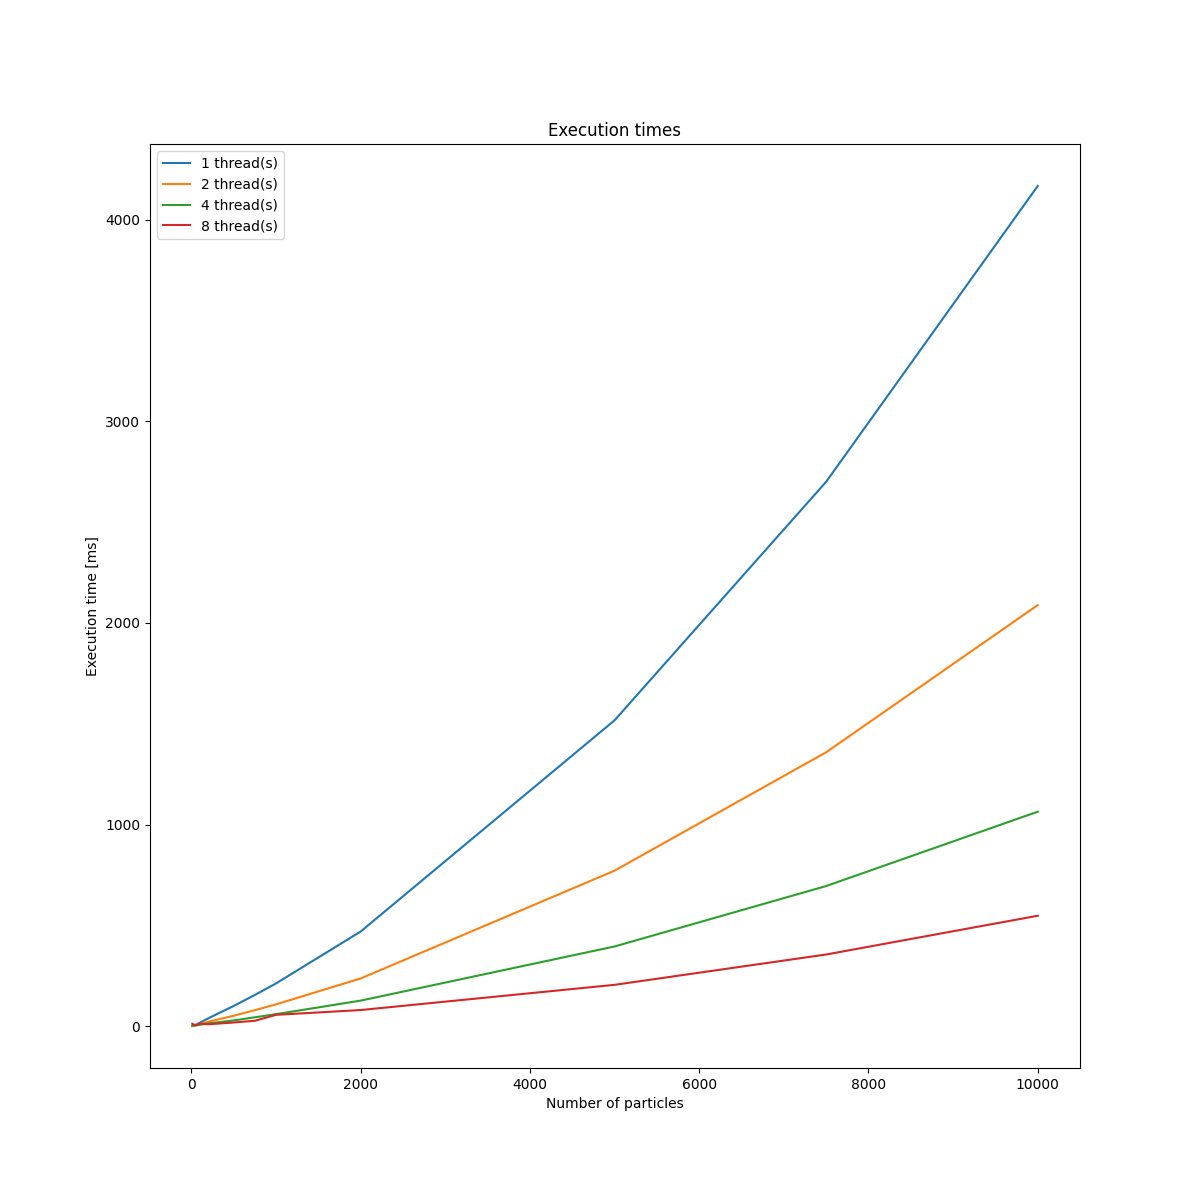 Execution times
1 thread(s)
2 thread(s)
4 thread(s)
8 thread(s)
4000
3000
2000
1000
0
Execution time [ms]
0 2000 4000 6000 8000 10000
Number of particles